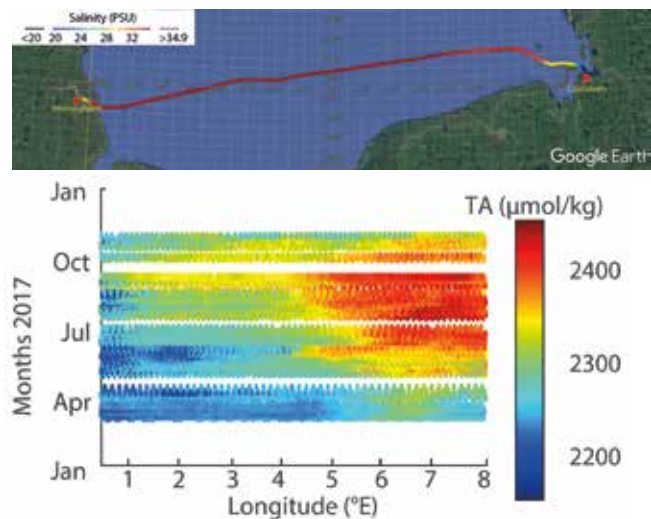 Salinity (PSU)
<20 20 24 28 32 >34.9
Google Earth
Jan
TA (μmol/kg)
Oct
2400
Months 2017
Jul
2300
Apr
2200
Jan
1 2 3 4 5 6 7 8
Longitude (°E)